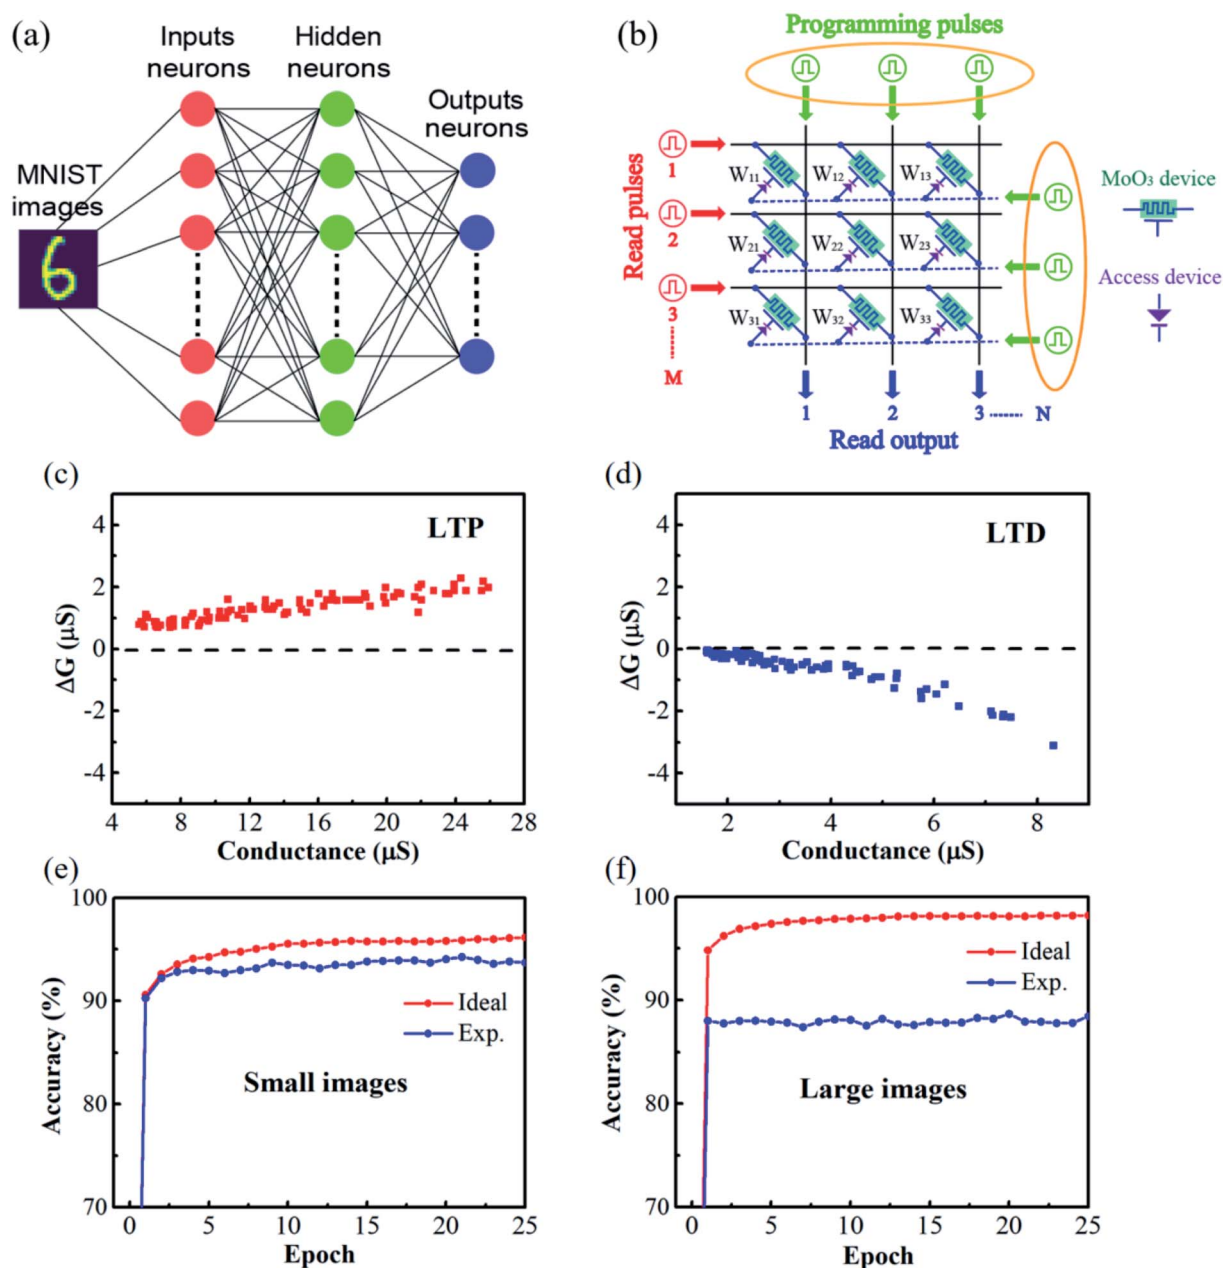 (a)
Inputs
neurons
Hidden
neurons
Outputs
neurons
MNIST
images
(b)
Programming pulses
Read pulses
1
2
3
M
W11
W12
W13
W21
W22
W23
W31
W32
W33
MoO3 device
Access device
1
2
3
N
Read output
(c)
LTP
4
2
0
-2
-4
ΔG (μS)
4
8
12
16
20
24
28
Conductance (μS)
(d)
LTD
4
2
0
-2
-4
ΔG (μS)
2
4
6
8
Conductance (μS)
(e)
100
90
80
70
Accuracy (%)
Ideal
Exp.
Small images
0
5
10
15
20
25
Epoch
(f)
100
90
80
70
Accuracy (%)
Ideal
Exp.
Large images
0
5
10
15
20
25
Epoch